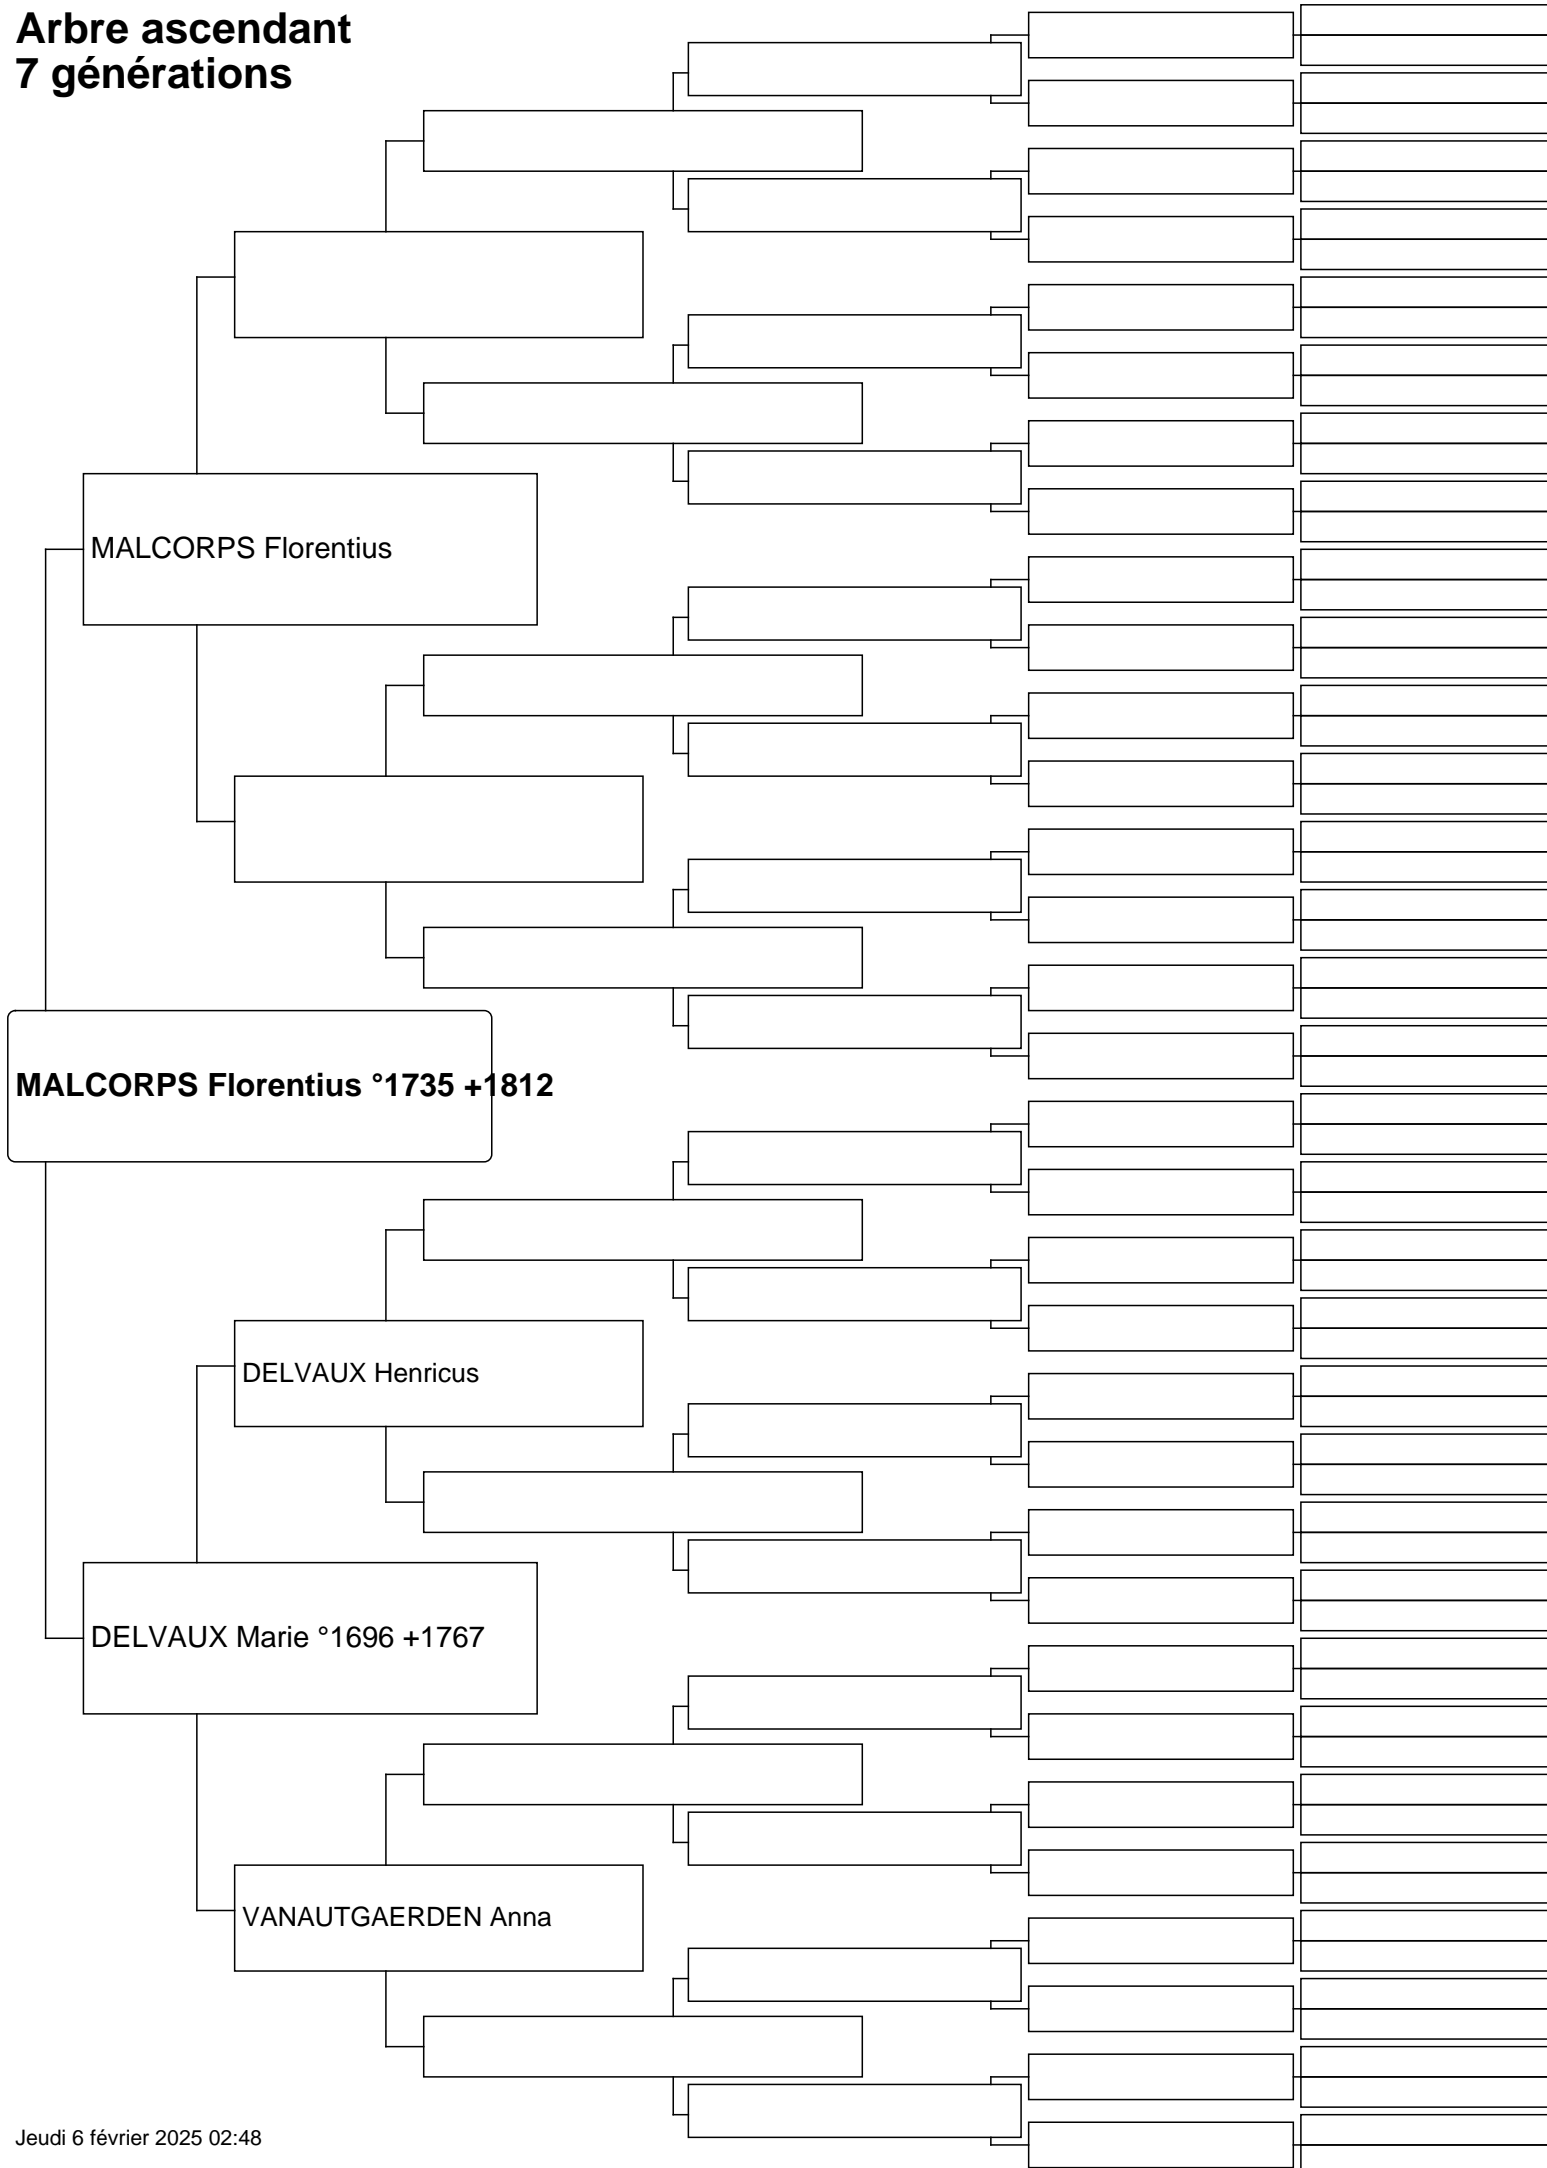 Arbre ascendant
7 générations
MALCORPS Florentius
MALCORPS Florentius °1735 +1812
DELVAUX Henricus
DELVAUX Marie °1696 +1767
VANAUTGAERDEN Anna
Jeudi 6 février 2025 02:48